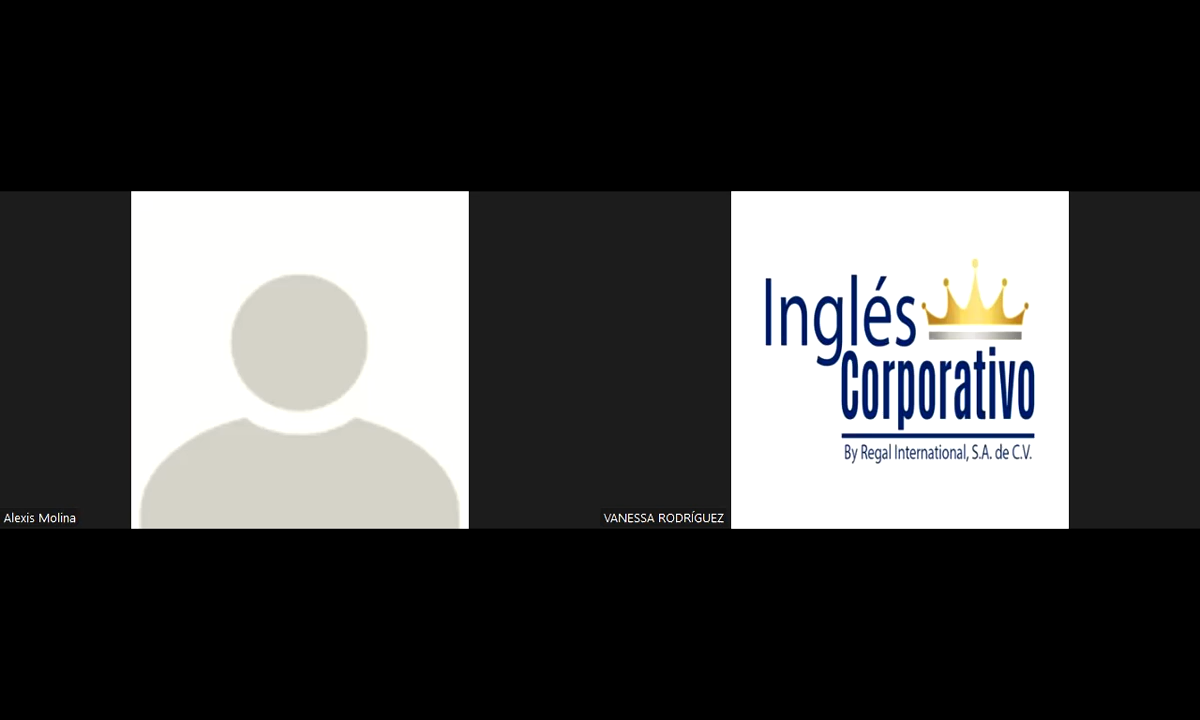 Inglés
Corporativo
By Regal International, S.A. de C.V.
Alexis Molina
VANESSA RODRÍGUEZ